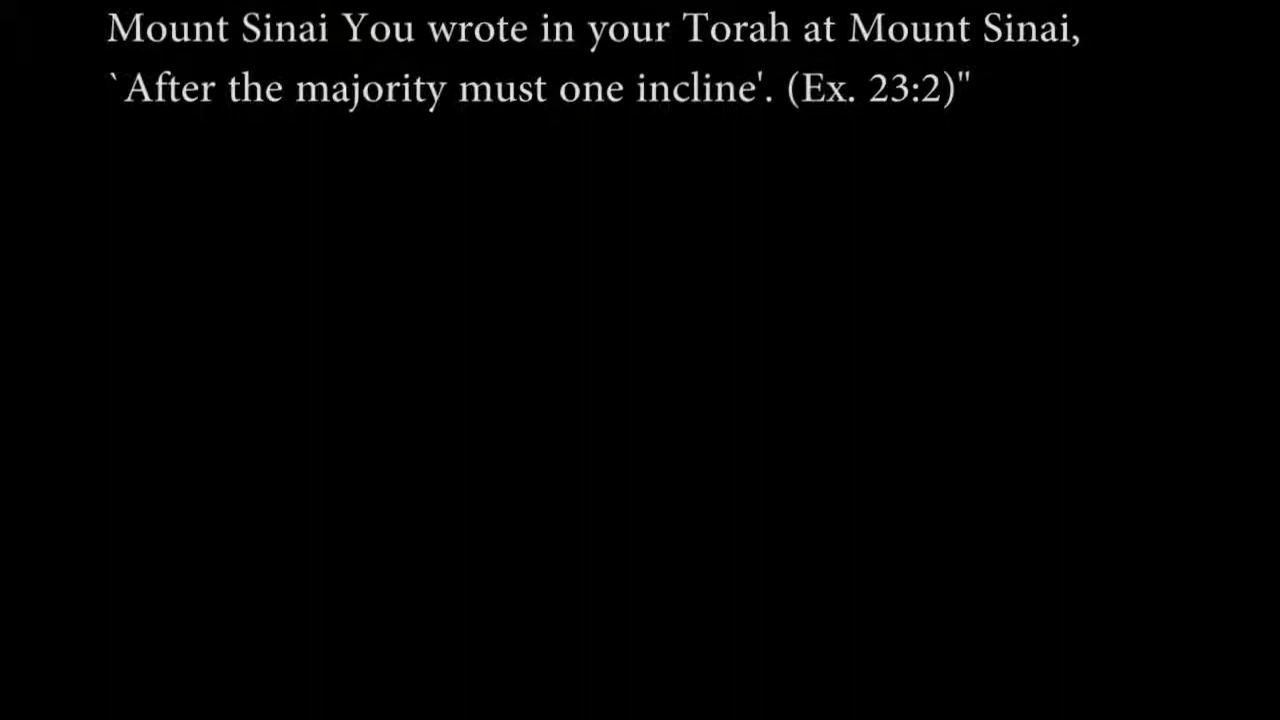 Mount Sinai You wrote in your Torah at Mount Sinai,
`After the majority must one incline'. (Ex. 23:2)"